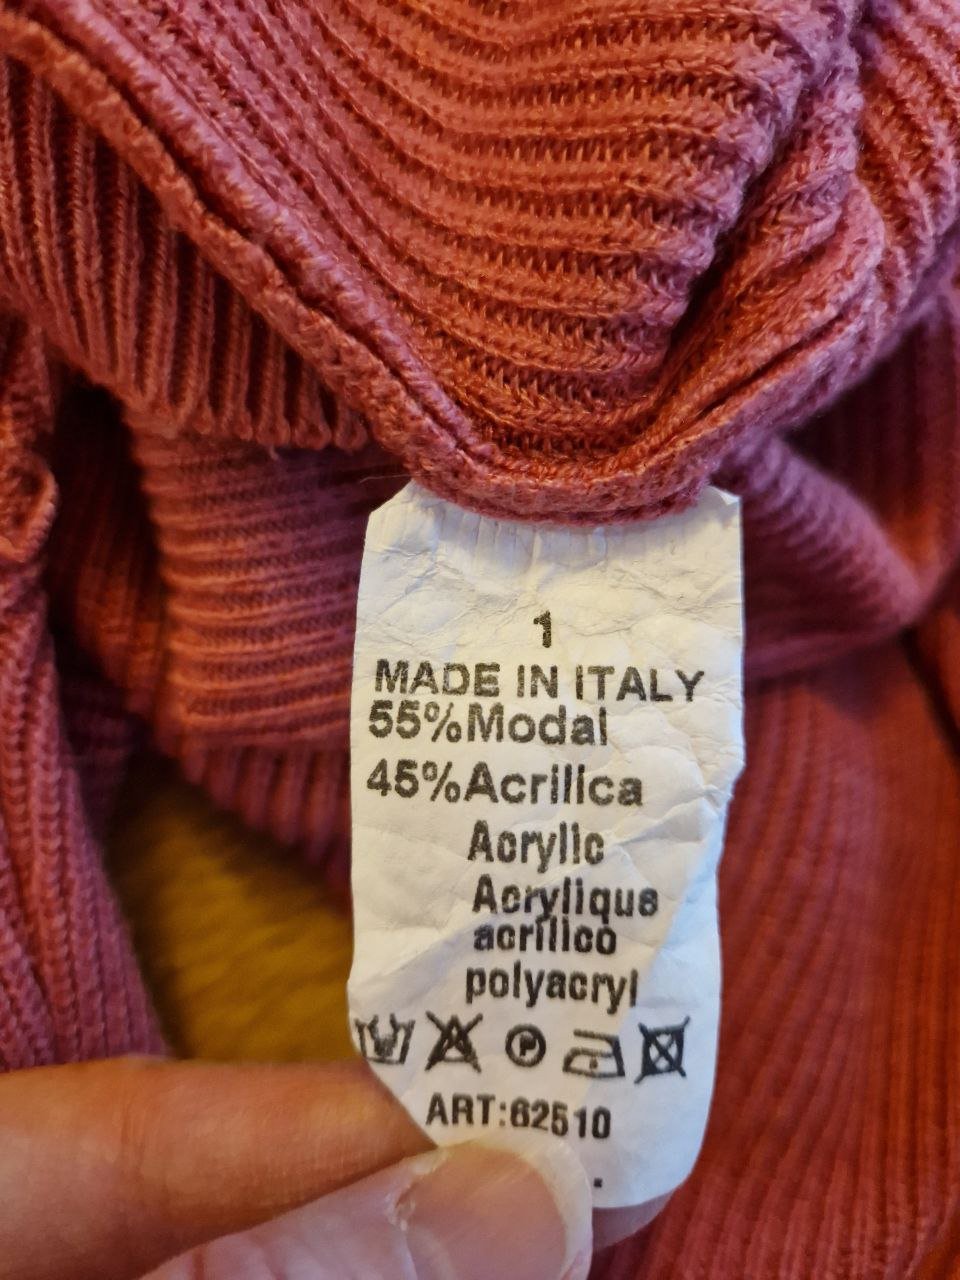 1
MADE IN ITALY
55%Modal
45%Acrilica
Acrylic
Acrylique
acrilico
polyacryl
P
ART:62510
.